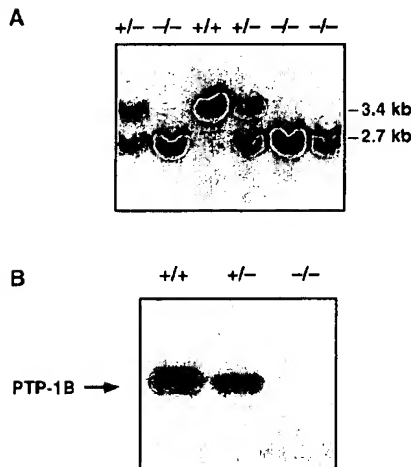 A
+/– –/– +/+ +/– –/– –/–
–3.4 kb
–2.7 kb
B
+/+ +/– –/–
PTP-1B